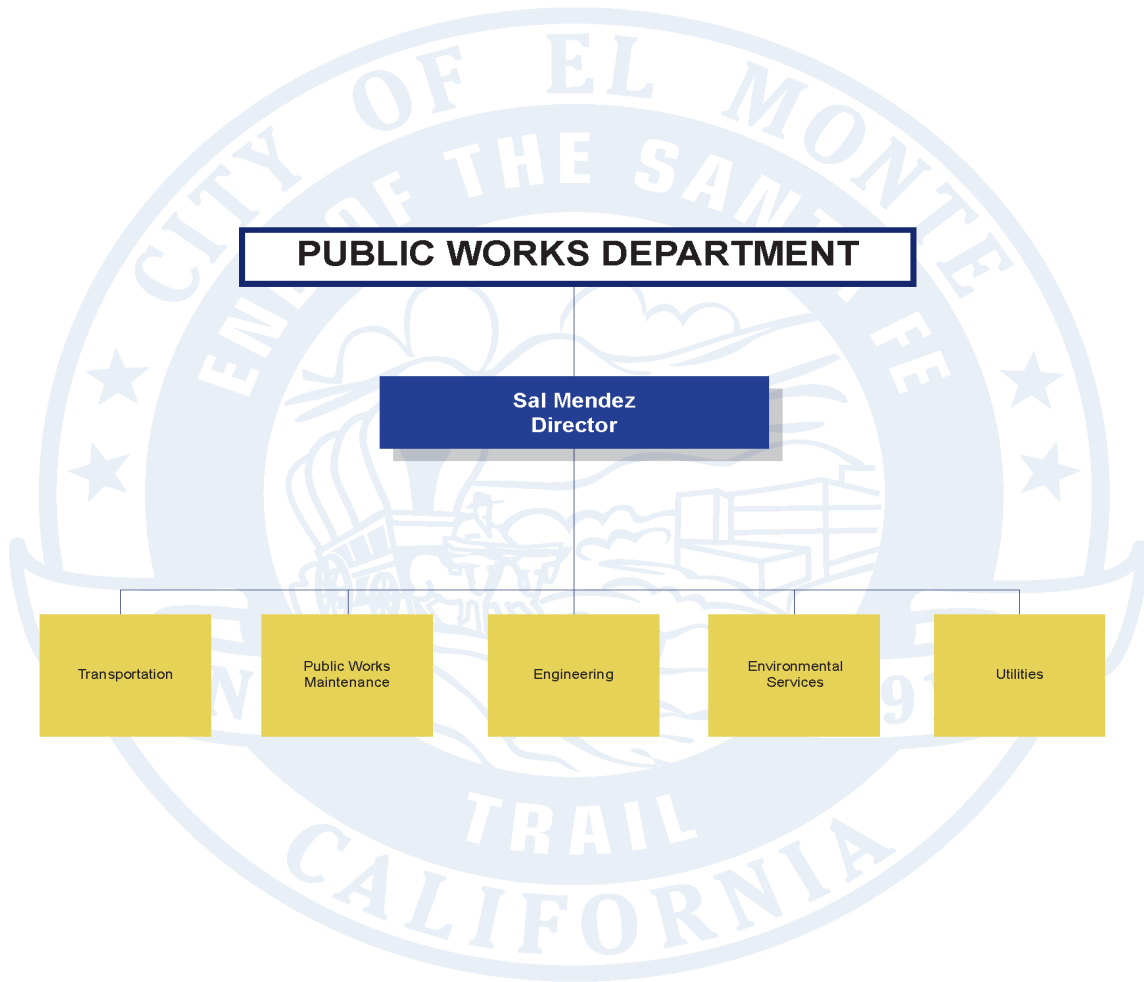 CITY OF EL MONTE
END OF THE SANTA FE
PUBLIC WORKS DEPARTMENT
Sal Mendez
Director
Transportation
Public Works
Maintenance
Engineering
Environmental
Services
Utilities
TRAIL
CALIFORNIA